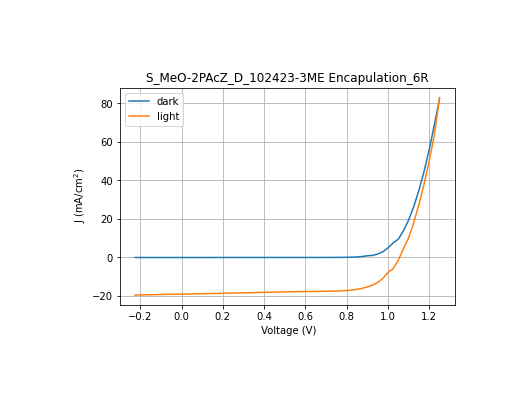 S_MeO-2PAcZ_D_102423-3ME Encapulation_6R
dark
light
J (mA/cm²)
80
60
40
20
0
−20
−0.2 0.0 0.2 0.4 0.6 0.8 1.0 1.2
Voltage (V)